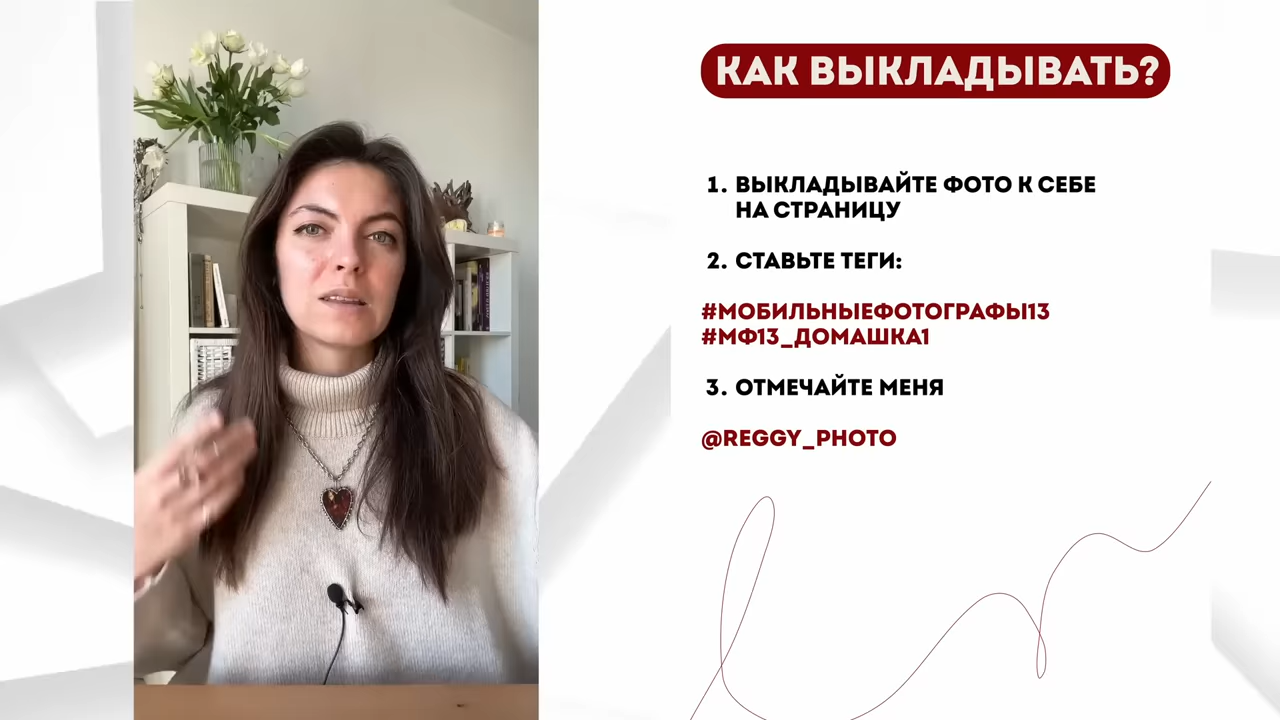 КАК ВЫКЛАДЫВАТЬ?
1. ВЫКЛАДЫВАЙТЕ ФОТО К СЕБЕ
НА СТРАНИЦУ
2. СТАВЬТЕ ТЕГИ:
#МОБИЛЬНЫЕФОТОГРАФЫ13
#МФ13_ДОМАШКА1
3. ОТМЕЧАЙТЕ МЕНЯ
@REGGY_PHOTO